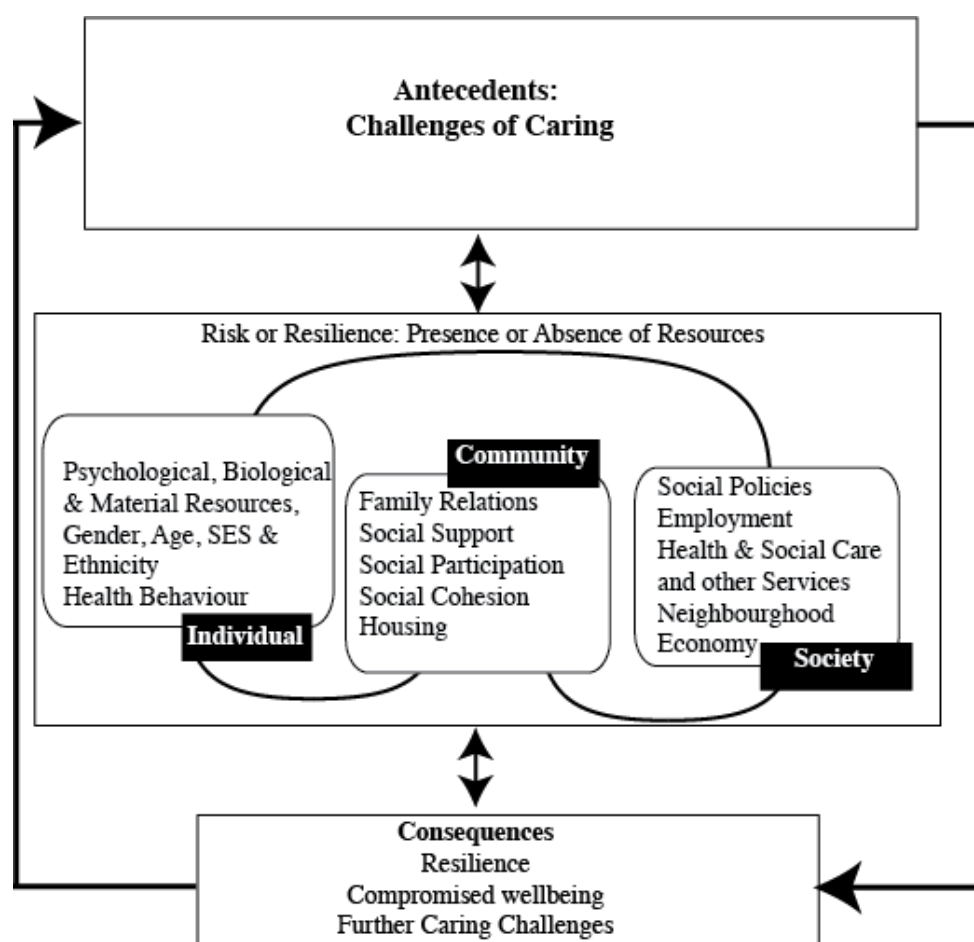 Antecedents:
Challenges of Caring
Risk or Resilience: Presence or Absence of Resources
Psychological, Biological
& Material Resources,
Gender, Age, SES &
Ethnicity
Health Behaviour
Individual
Community
Family Relations
Social Support
Social Participation
Social Cohesion
Housing
Social Policies
Employment
Health & Social Care
and other Services
Neighbourghood
Economy
Society
Consequences
Resilience
Compromised wellbeing
Further Caring Challenges